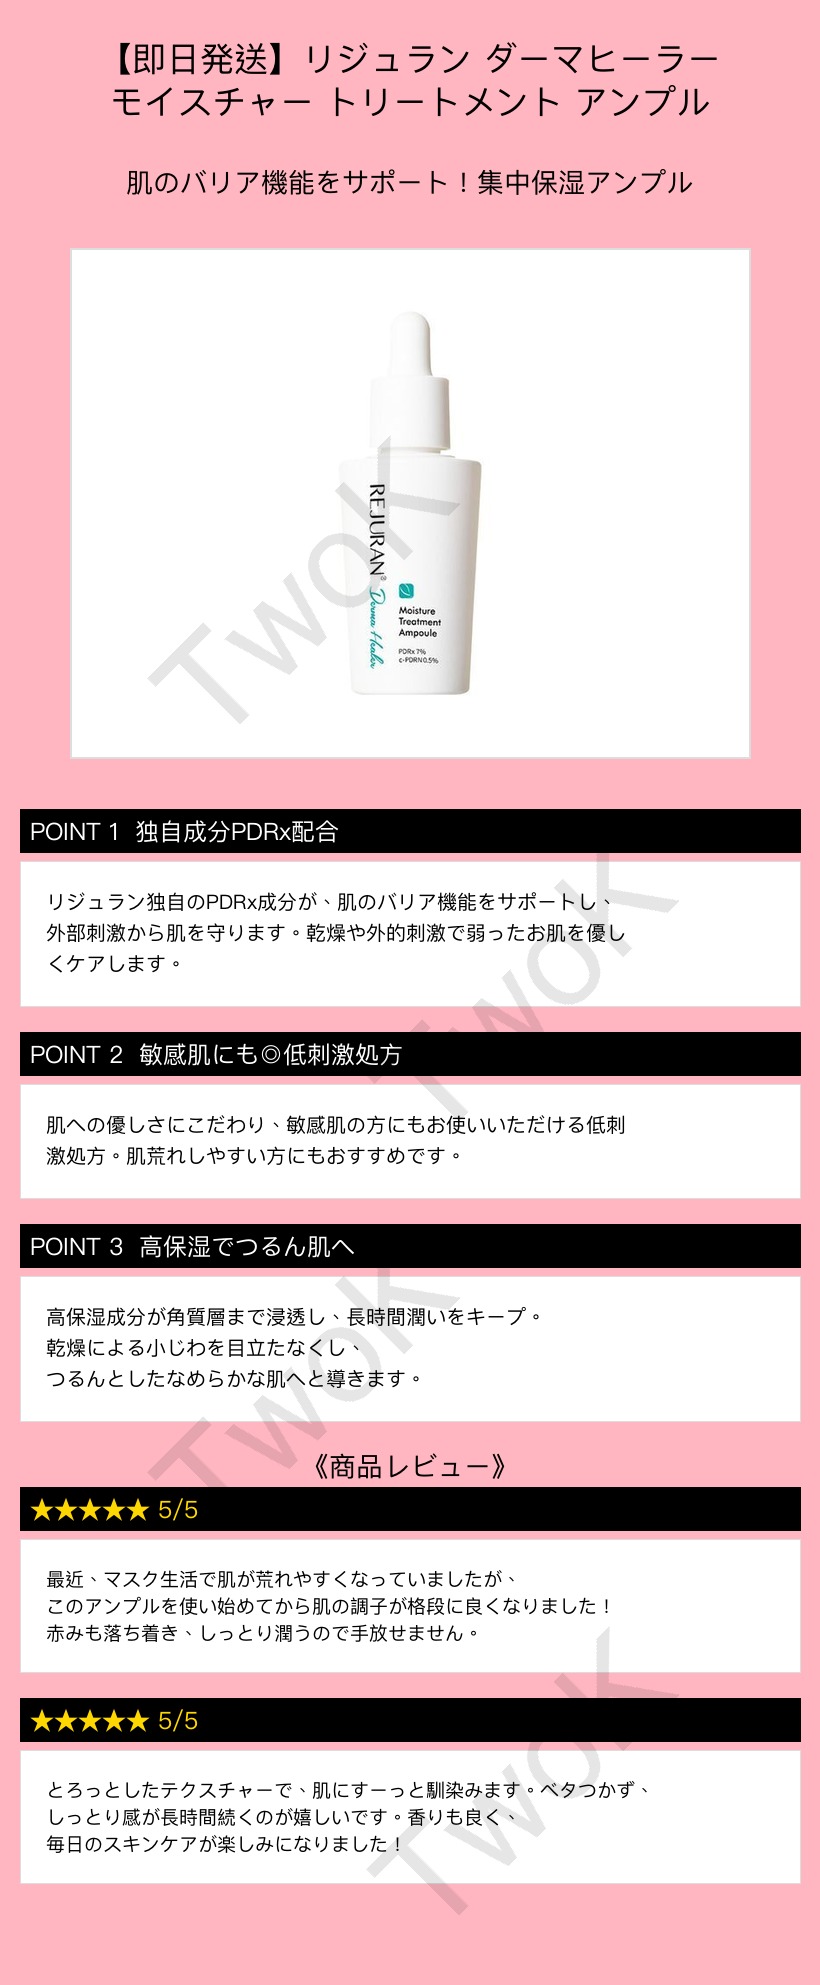 【即日発送】リジュラン ダーマヒーラー
モイスチャー トリートメント アンプル
肌のバリア機能をサポート！集中保湿アンプル
REJURAN®
Derma Healer
Moisture
Treatment
Ampoule
PDRx 7%
c-PDRN 0.5%
TwoK
POINT 1 独自成分PDRx配合
リジュラン独自のPDRx成分が、肌のバリア機能をサポートし、
外部刺激から肌を守ります。乾燥や外的刺激で弱ったお肌を優し
くケアします。
TwoK
POINT 2 敏感肌にも◎低刺激処方
肌への優しさにこだわり、敏感肌の方にもお使いいただける低刺
激処方。肌荒れしやすい方にもおすすめです。
POINT 3 高保湿でつるん肌へ
高保湿成分が角質層まで浸透し、長時間潤いをキープ。
乾燥による小じわを目立たなくし、
つるんとしたなめらかな肌へと導きます。
TwoK
《商品レビュー》
★★★★★ 5/5
最近、マスク生活で肌が荒れやすくなっていましたが、
このアンプルを使い始めてから肌の調子が格段に良くなりました！
赤みも落ち着き、しっとり潤うので手放せません。
★★★★★ 5/5
とろっとしたテクスチャーで、肌にすーっと馴染みます。ベタつかず、
しっとり感が長時間続くのが嬉しいです。香りも良く、
毎日のスキンケアが楽しみになりました！
TwoK